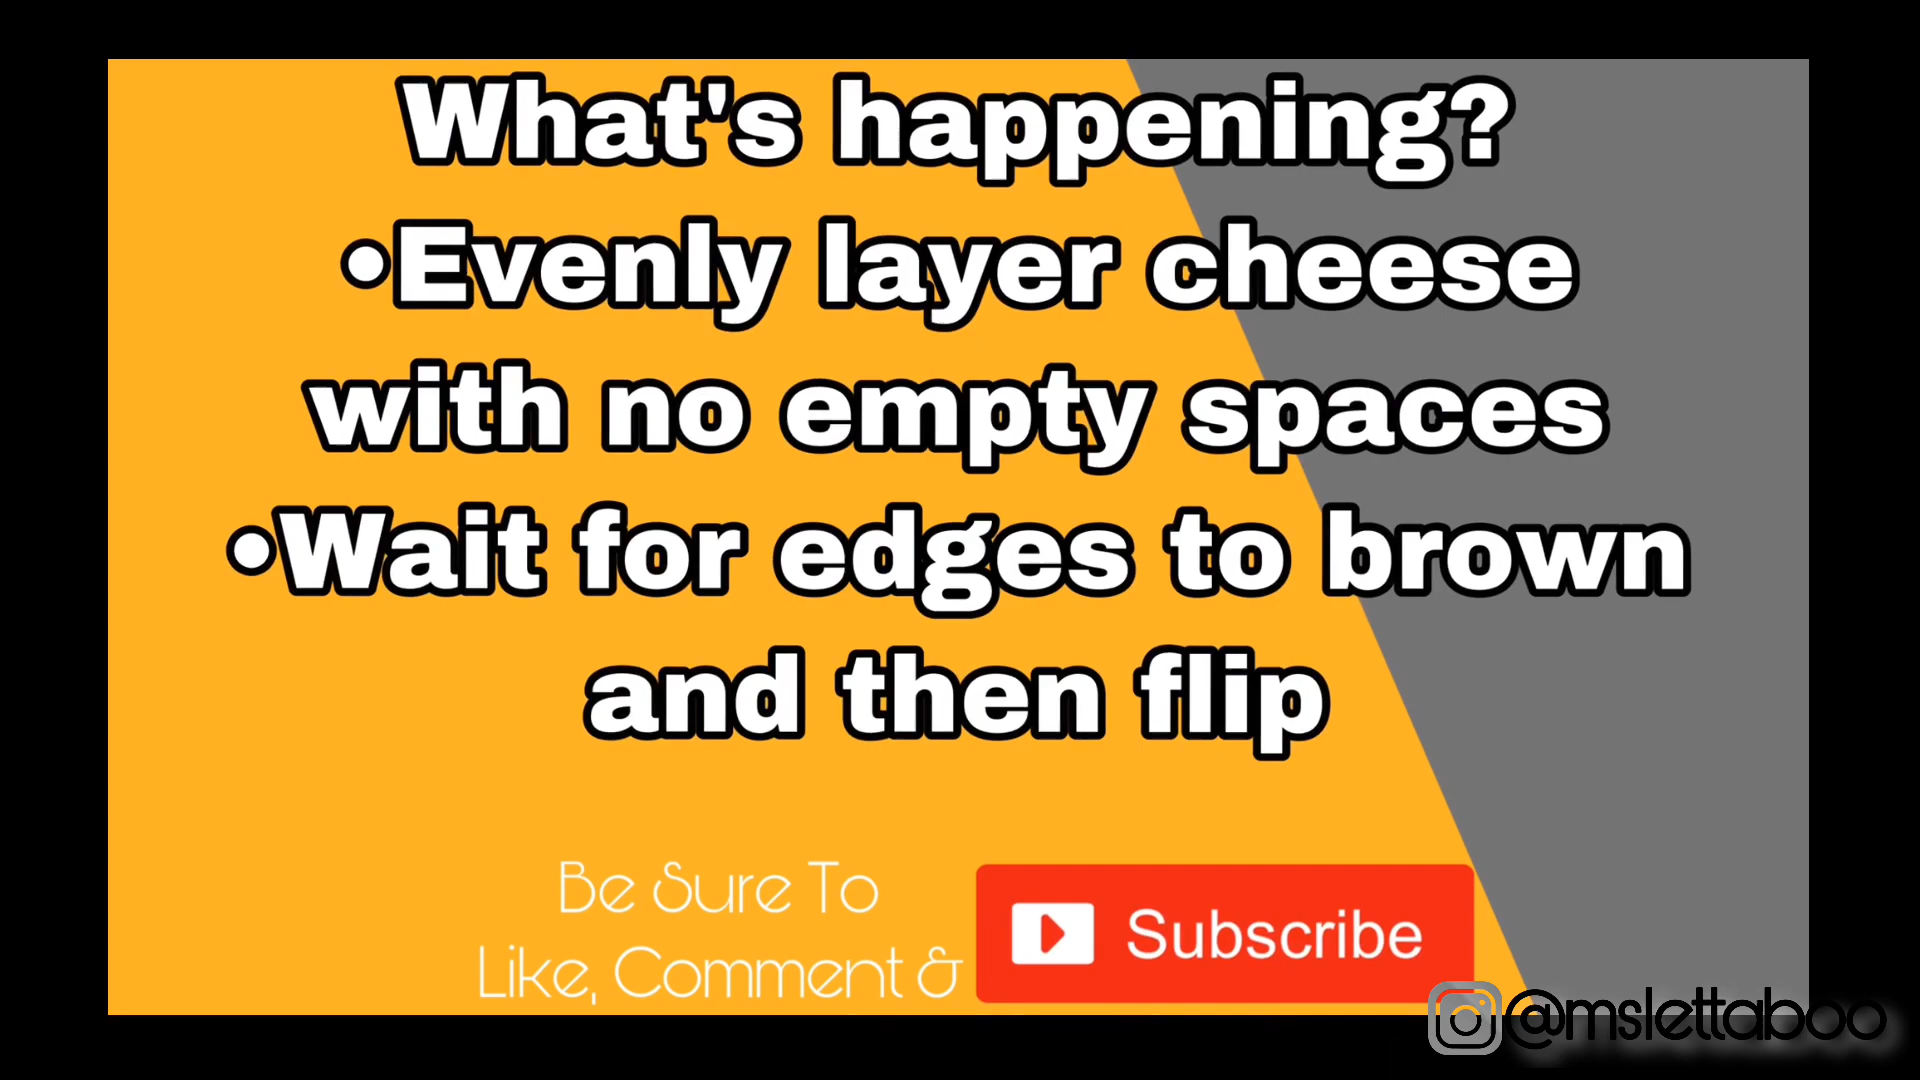 What's happening?
•Evenly layer cheese
with no empty spaces
•Wait for edges to brown
and then flip
Be Sure To
Like, Comment &
Subscribe
@mslettaboo